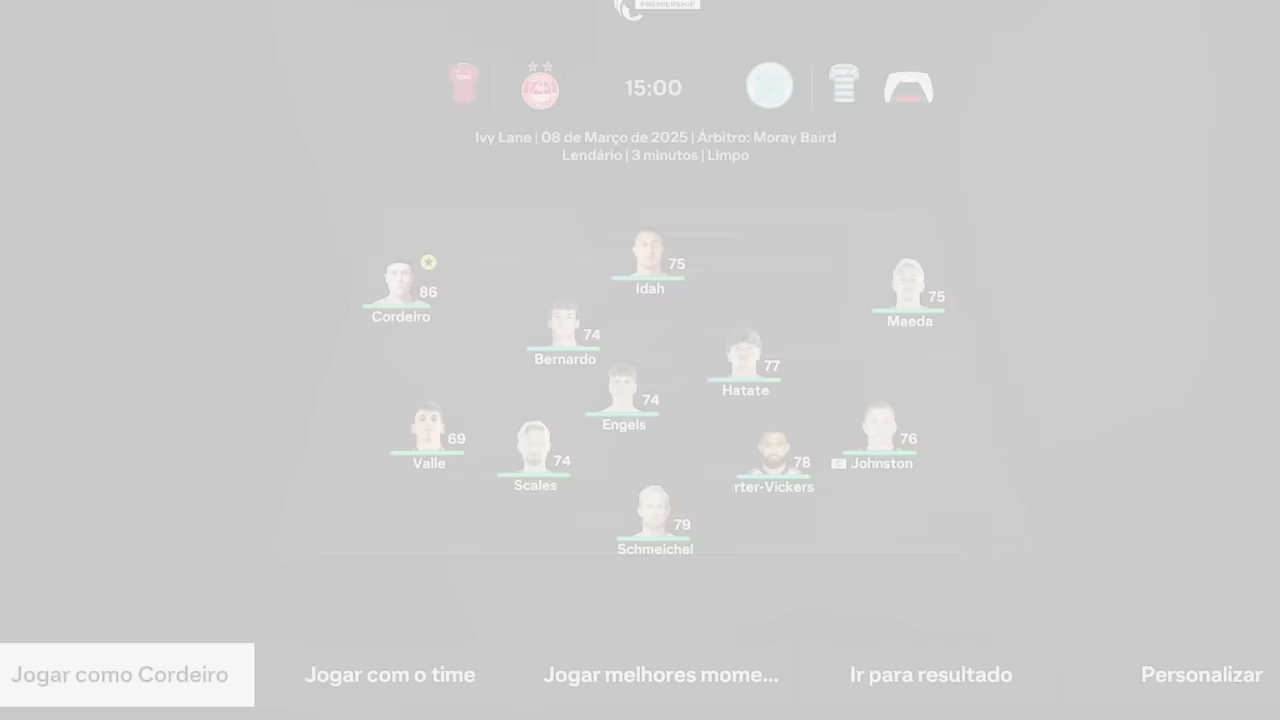 PREMIERSHIP
15:00
Ivy Lane | 08 de Março de 2025 | Árbitro: Moray Baird
Lendário | 3 minutos | Limpo
75
Idah
86
Cordeiro
75
Maeda
74
Bernardo
77
Hatate
74
Engels
69
Valle
76
C Johnston
74
Scales
78
rter-Vickers
79
Schmeichel
Jogar como Cordeiro
Jogar com o time
Jogar melhores mome...
Ir para resultado
Personalizar